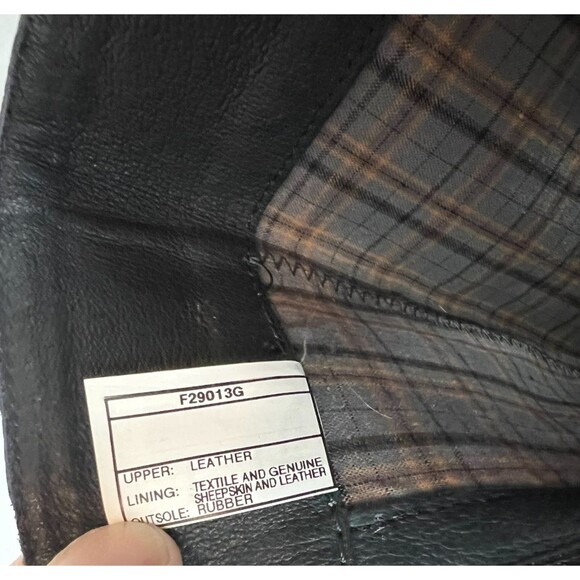 F29013G
UPPER: LEATHER
LINING: TEXTILE AND GENUINE
SHEEPSKIN AND LEATHER
OUTSOLE: RUBBER